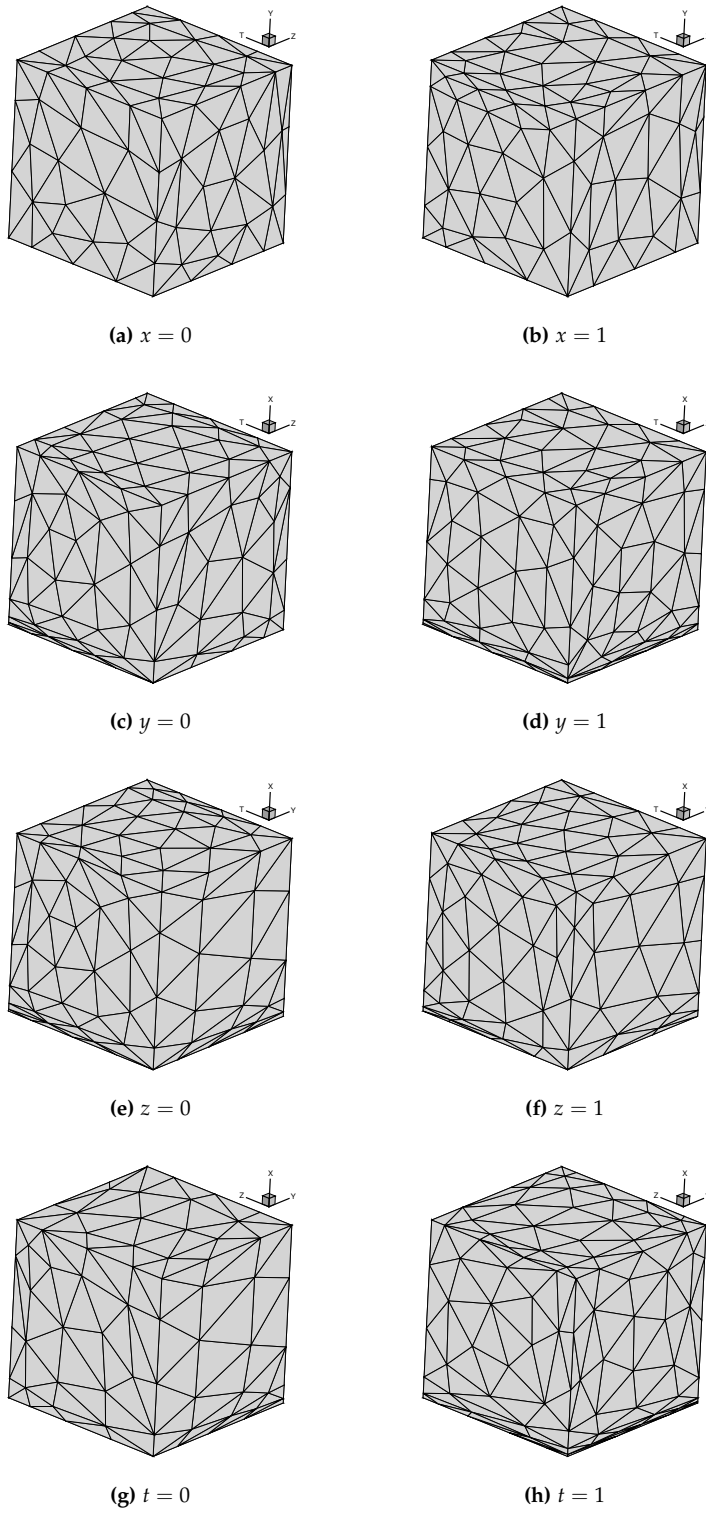 Y
T Z
Y
T
(a) x = 0
(b) x = 1
X
T Z
X
T
(c) y = 0
(d) y = 1
X
T Y
X
T
(e) z = 0
(f) z = 1
X
Z Y
X
Z
(g) t = 0
(h) t = 1